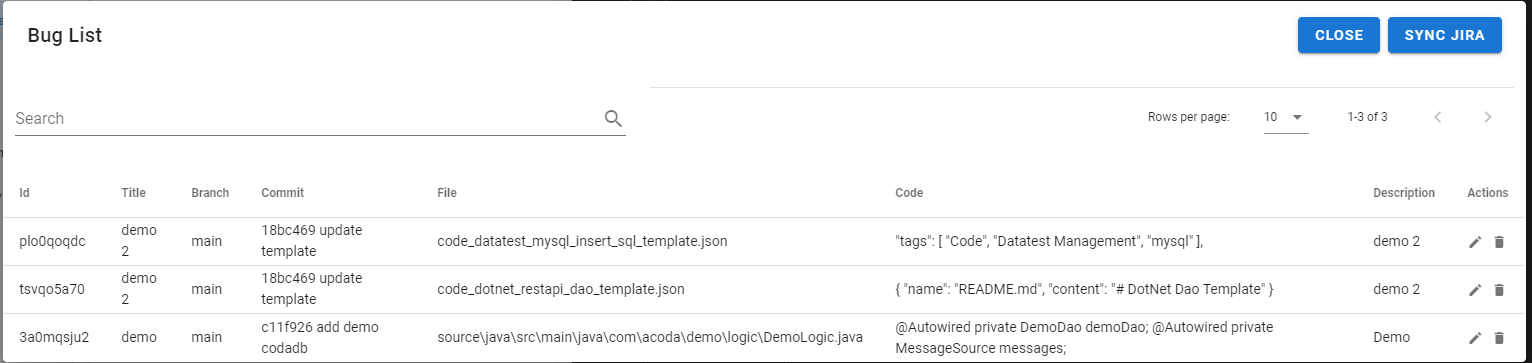 Bug List
CLOSE
SYNC JIRA
Search
Rows per page:
10
1-3 of 3
Id Title Branch Commit File Code Description Actions
plo0qoqdc demo 2 main 18bc469 update template code_datatest_mysql_insert_sql_template.json "tags": [ "Code", "Datatest Management", "mysql" ], demo 2
tsvqo5a70 demo 2 main 18bc469 update template code_dotnet_restapi_dao_template.json { "name": "README.md", "content": "# DotNet Dao Template" } demo 2
3a0mqsju2 demo main c11f926 add demo codadb source\java\src\main\java\com\acoda\demo\logic\DemoLogic.java @Autowired private DemoDao demoDao; @Autowired private MessageSource messages; Demo